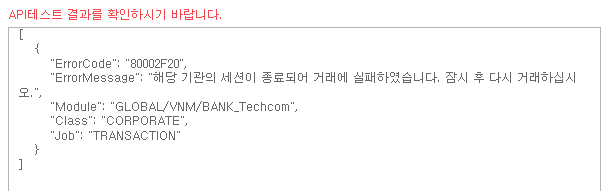 API테스트 결과를 확인하시기 바랍니다.
[
{
"ErrorCode": "80002F20",
"ErrorMessage": "해당 기관의 세션이 종료되어 거래에 실패하였습니다. 잠시 후 다시 거래하십시
오.",
"Module": "GLOBAL/VNM/BANK_Techcom",
"Class": "CORPORATE",
"Job": "TRANSACTION"
}
]